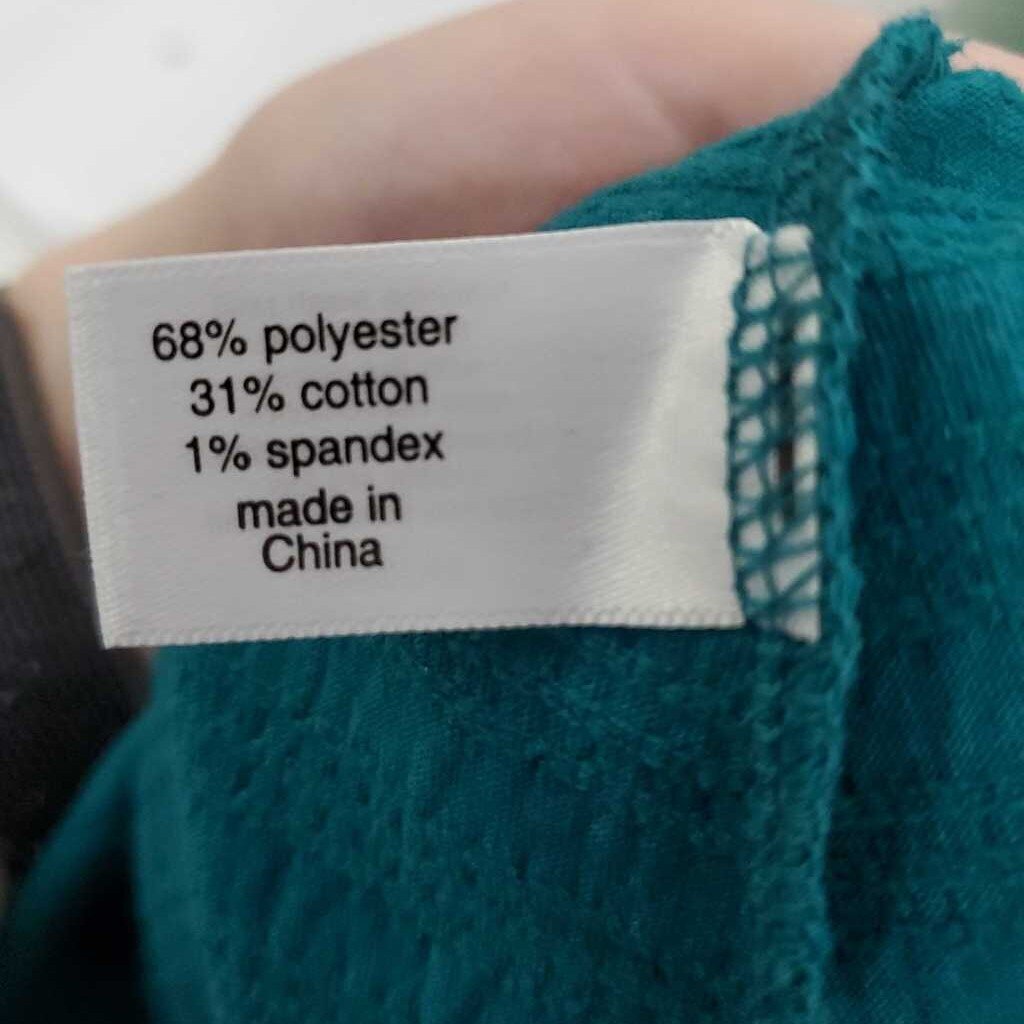 68% polyester
31% cotton
1% spandex
made in
China